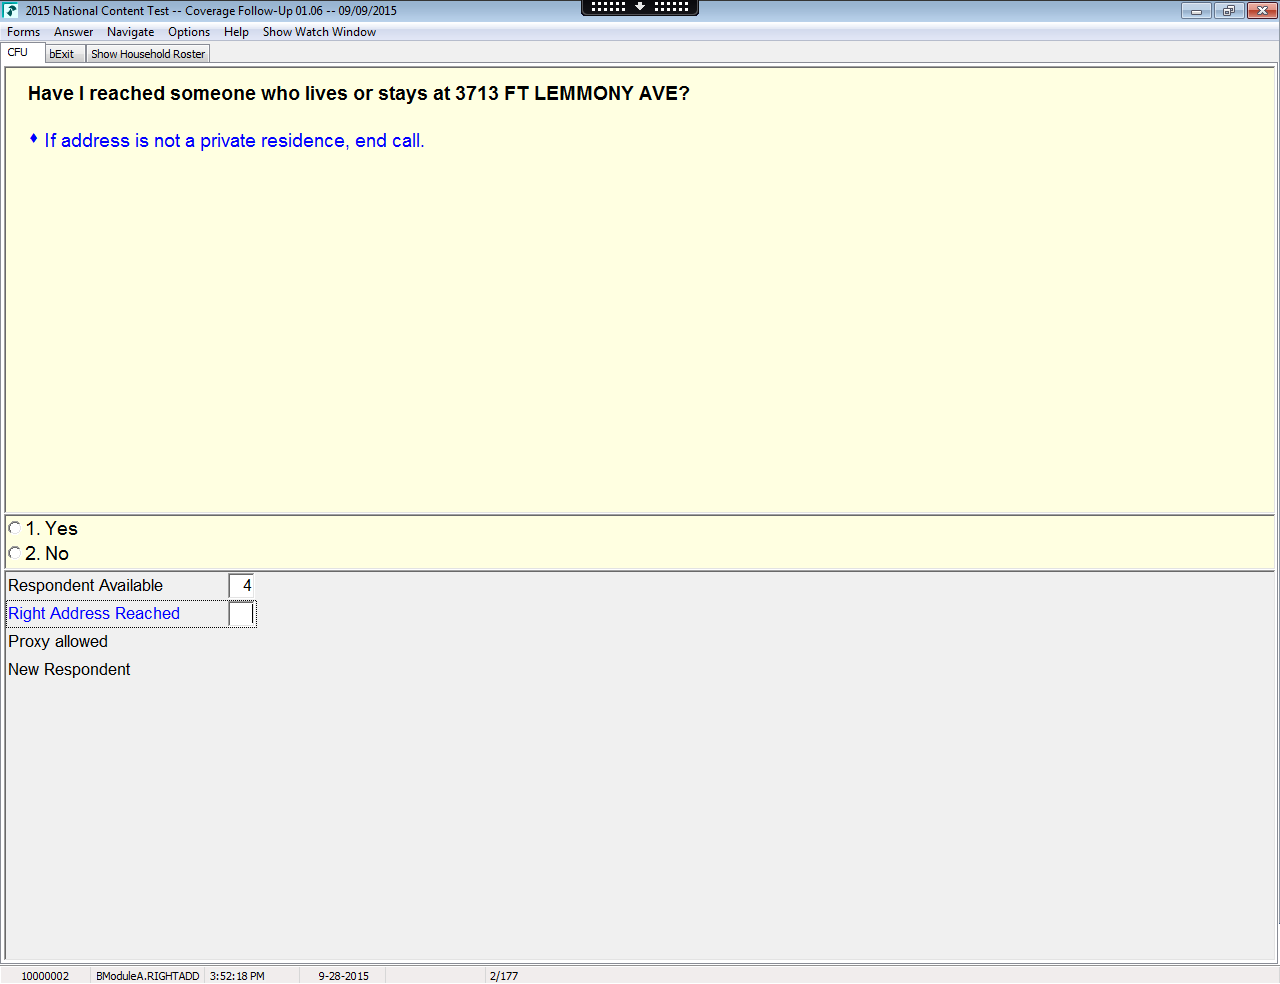 2015 National Content Test -- Coverage Follow-Up 01.06 -- 09/09/2015
Forms Answer Navigate Options Help Show Watch Window
CFU bExit Show Household Roster
Have I reached someone who lives or stays at 3713 FT LEMMONY AVE?
♦ If address is not a private residence, end call.
1. Yes
2. No
Respondent Available 4
Right Address Reached
Proxy allowed
New Respondent
10000002 BModuleA.RIGHTADD 3:52:18 PM 9-28-2015 2/177